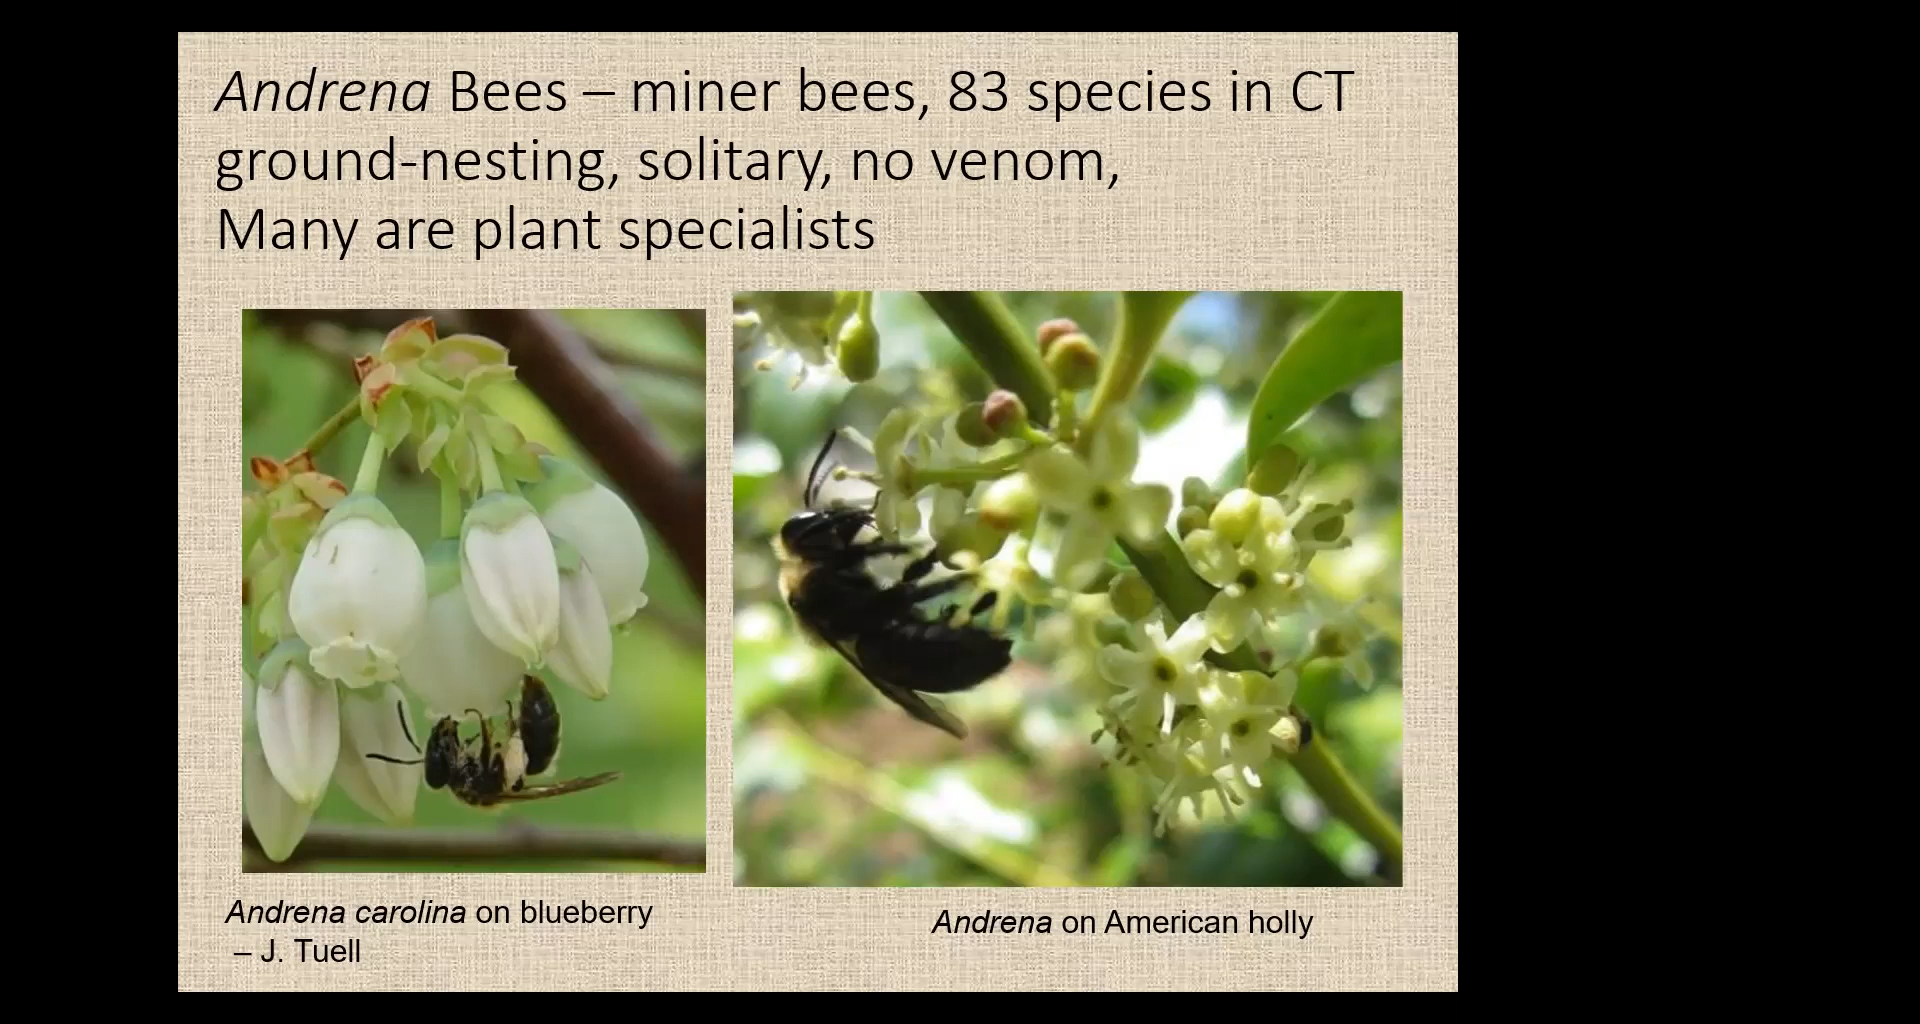 Andrena Bees – miner bees, 83 species in CT
ground-nesting, solitary, no venom,
Many are plant specialists
Andrena carolina on blueberry
– J. Tuell
Andrena on American holly